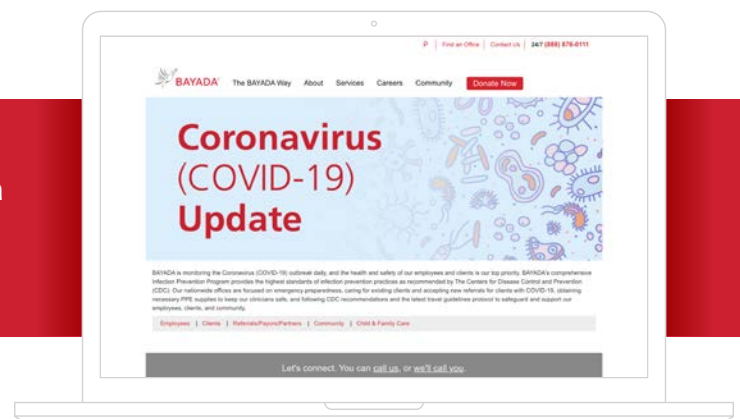 Find an Office | Contact Us | 24/7 (888) 876-0111
BAYADA The BAYADA Way About Services Careers Community Donate Now
Coronavirus
(COVID-19)
Update
BAYADA is monitoring the Coronavirus (COVID-19) outbreak daily, and the health and safety of our employees and clients is our top priority. BAYADA's comprehensive
Infection Prevention Program provides the highest standards of infection prevention practices as recommended by The Centers for Disease Control and Prevention
(CDC). Our nationwide offices are focused on emergency preparedness, caring for existing clients and accepting new referrals for clients with COVID-19, obtaining
necessary PPE supplies to keep our clinicians safe, and following CDC recommendations and the latest travel guidelines protocol to safeguard and support our
employees, clients, and community.
Employees | Clients | Referrals/Payors/Partners | Community | Child & Family Care
Let's connect. You can call us, or we'll call you.